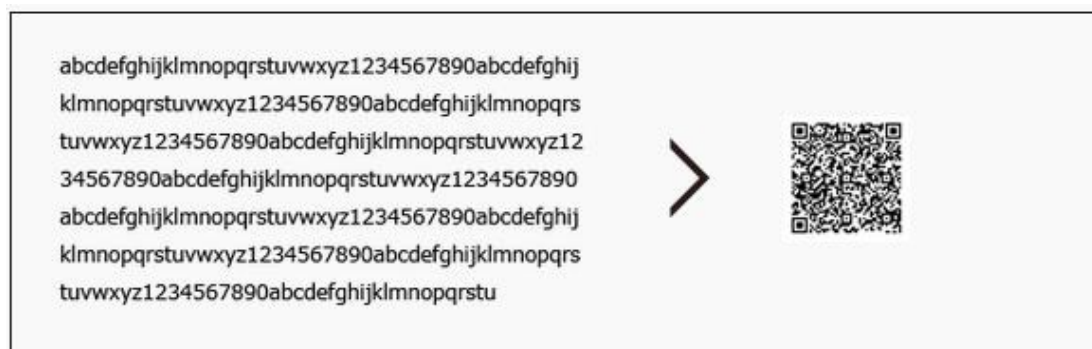 abcdefghijklmnopqrstuvwxyz1234567890abcdefghij
klmnopqrstuvwxyz1234567890abcdefghijklmnopqrs
tuvwxyz1234567890abcdefghijklmnopqrstuvwxyz12
34567890abcdefghijklmnopqrstuvwxyz1234567890
abcdefghijklmnopqrstuvwxyz1234567890abcdefghij
klmnopqrstuvwxyz1234567890abcdefghijklmnopqrs
tuvwxyz1234567890abcdefghijklmnopqrstu